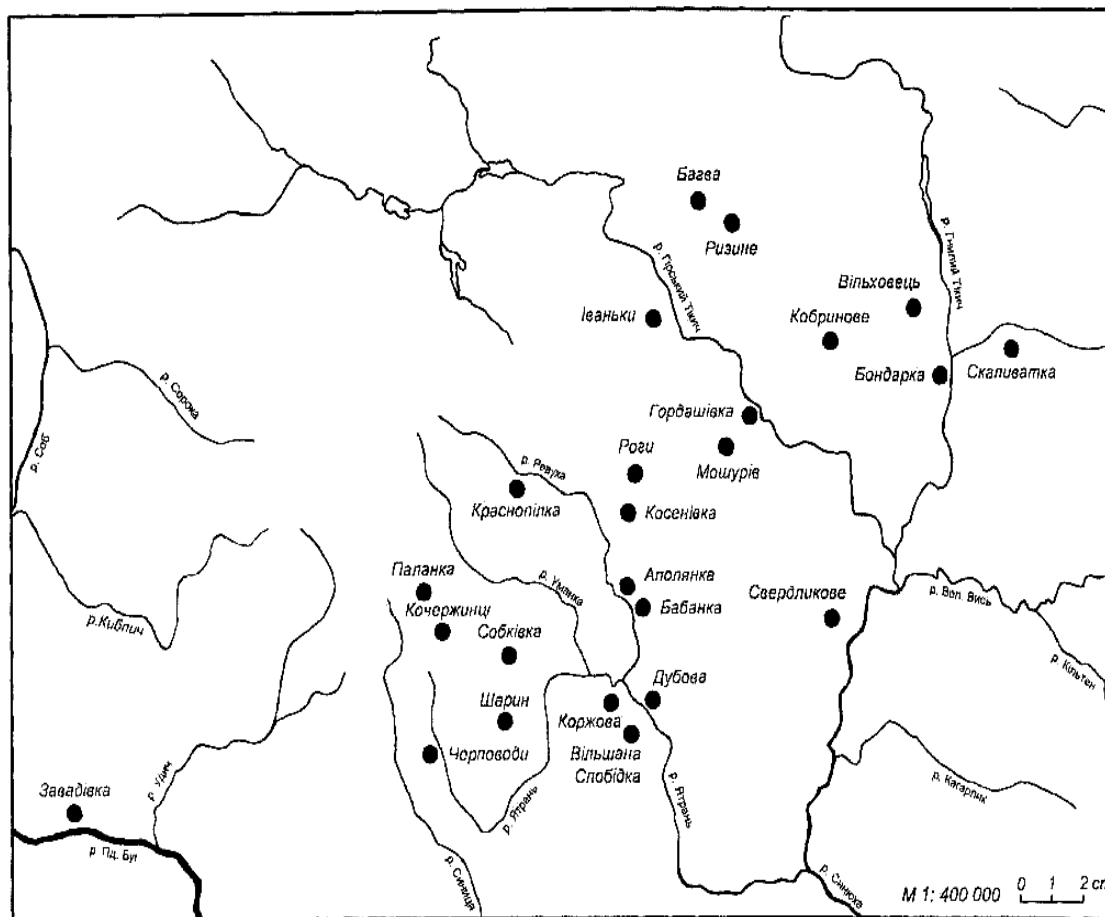 Багва
Ризине
р. Гнилий Тікич
р. Гірський Тікич
Вільховець
Іваньки
Кобринове
Бондарка
Скаливатка
р. Сорока
р. Соб
Гордашівка
Роги
Мошурів
р. Ревуха
Краснопілка
Косенівка
Паланка
р. Уманка
Аполянка
Свердликове
р. Вел. Вись
р.Кивлич
Кочержинці
Бабанка
Собківка
р. Кільтен
Дубова
Шарин
Коржова
Черповоди
Вільшана
Слобідка
р. Удич
р. Ятрань
р. Ятрань
р. Кагарлик
Завадівка
р. Пд. Буг
р. Синиця
р. Синюха
М 1: 400 000
0 1 2 см